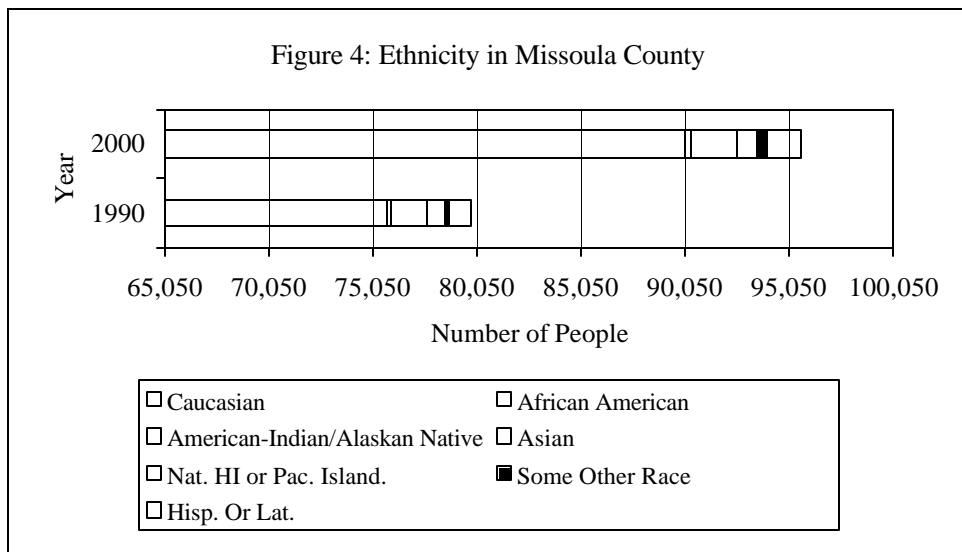 Figure 4: Ethnicity in Missoula County
Year
2000
1990
65,050 70,050 75,050 80,050 85,050 90,050 95,050 100,050
Number of People
Caucasian African American
American-Indian/Alaskan Native Asian
Nat. HI or Pac. Island. Some Other Race
Hisp. Or Lat.